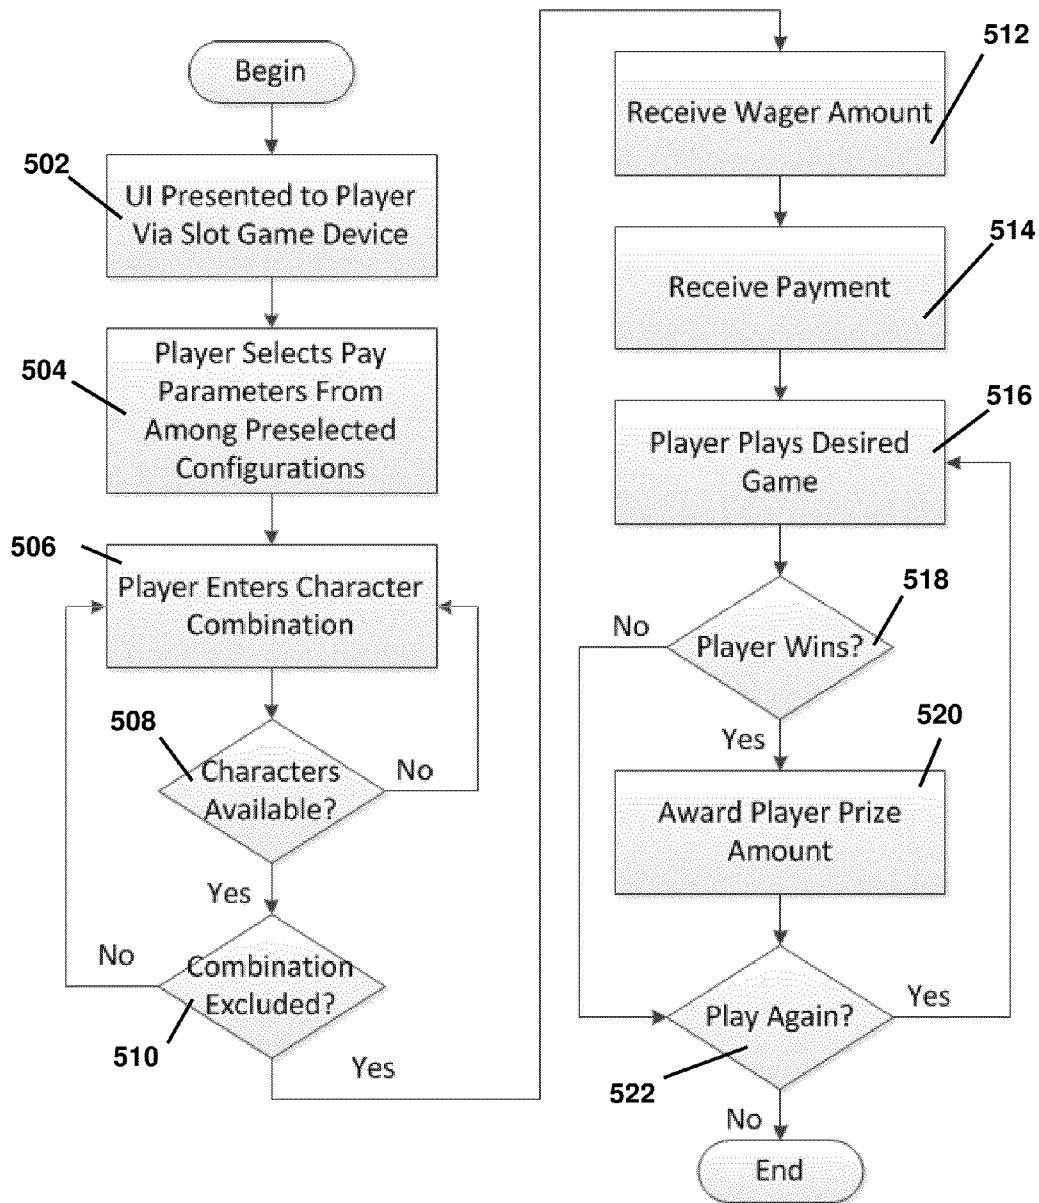 Begin
502
UI Presented to Player
Via Slot Game Device
504
Player Selects Pay
Parameters From
Among Preselected
Configurations
506
Player Enters Character
Combination
508
Characters
Available?
No
Yes
No
Combination
Excluded?
510
Yes
512
Receive Wager Amount
514
Receive Payment
516
Player Plays Desired
Game
518
No
Player Wins?
Yes
520
Award Player Prize
Amount
Play Again?
Yes
522
No
End